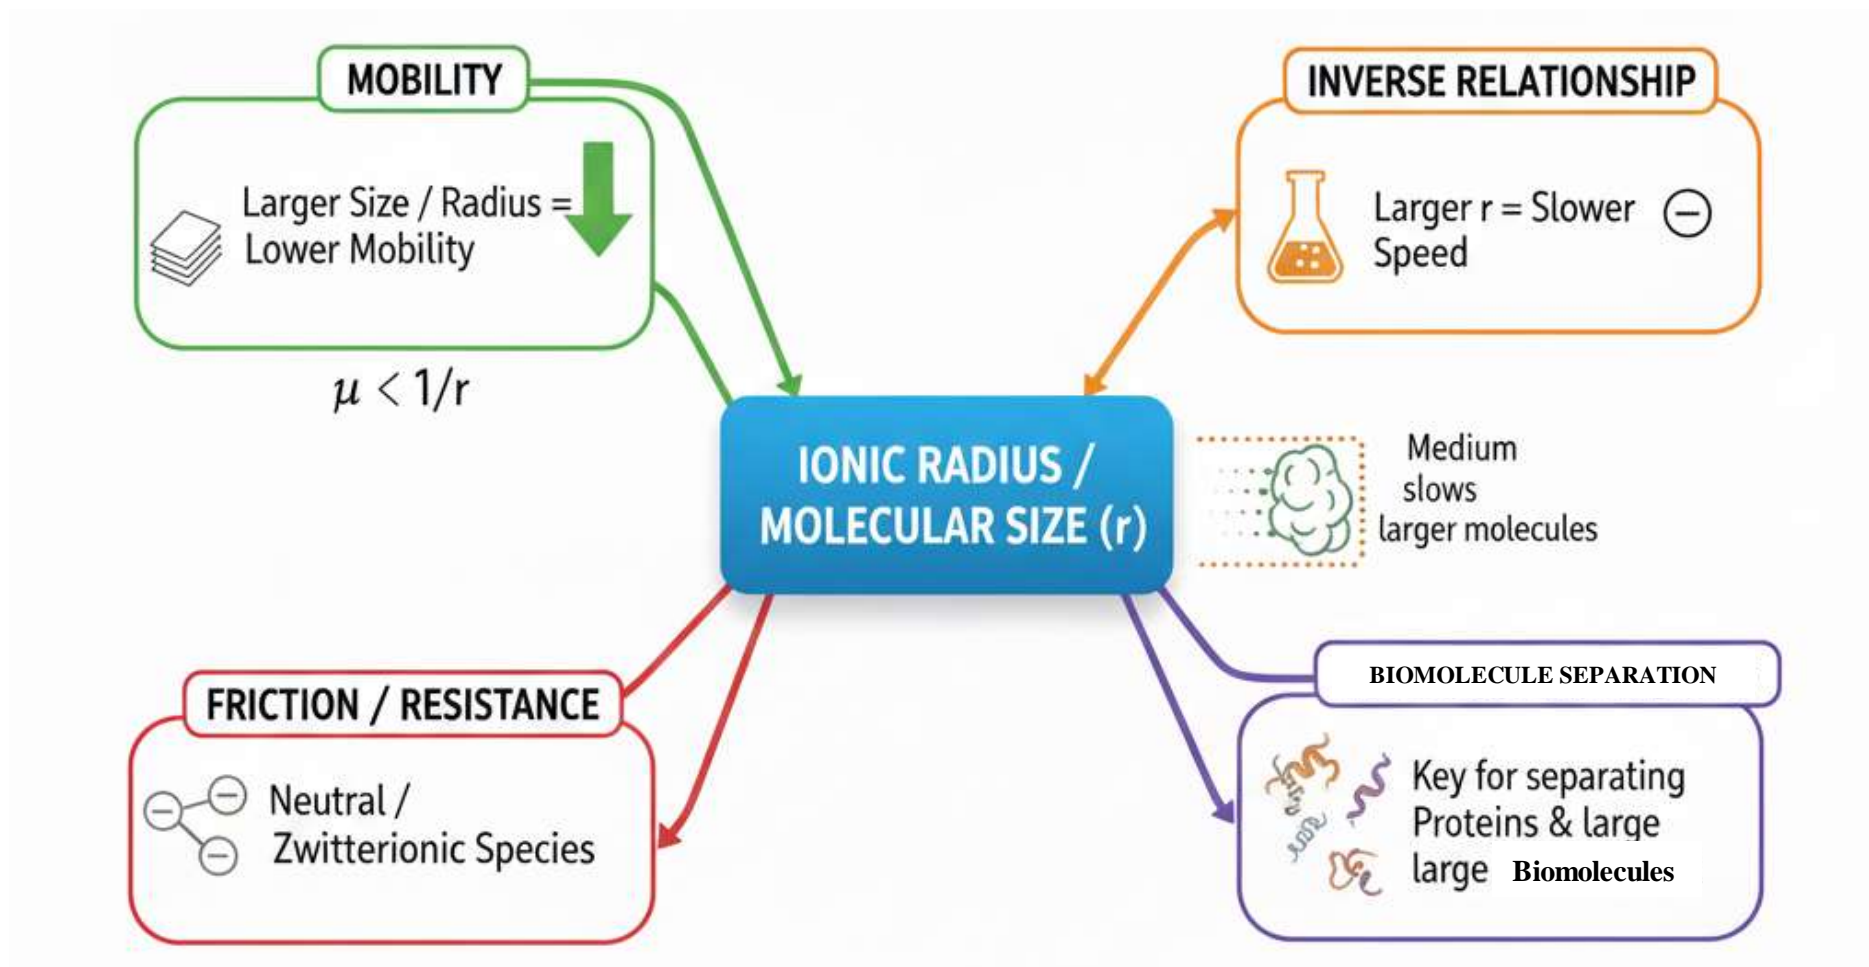 MOBILITY
Larger Size / Radius =
Lower Mobility
μ < 1/r
INVERSE RELATIONSHIP
Larger r = Slower
Speed
IONIC RADIUS /
MOLECULAR SIZE (r)
Medium
slows
larger molecules
FRICTION / RESISTANCE
Neutral /
Zwitterionic Species
BIOMOLECULE SEPARATION
Key for separating
Proteins & large
large Biomolecules